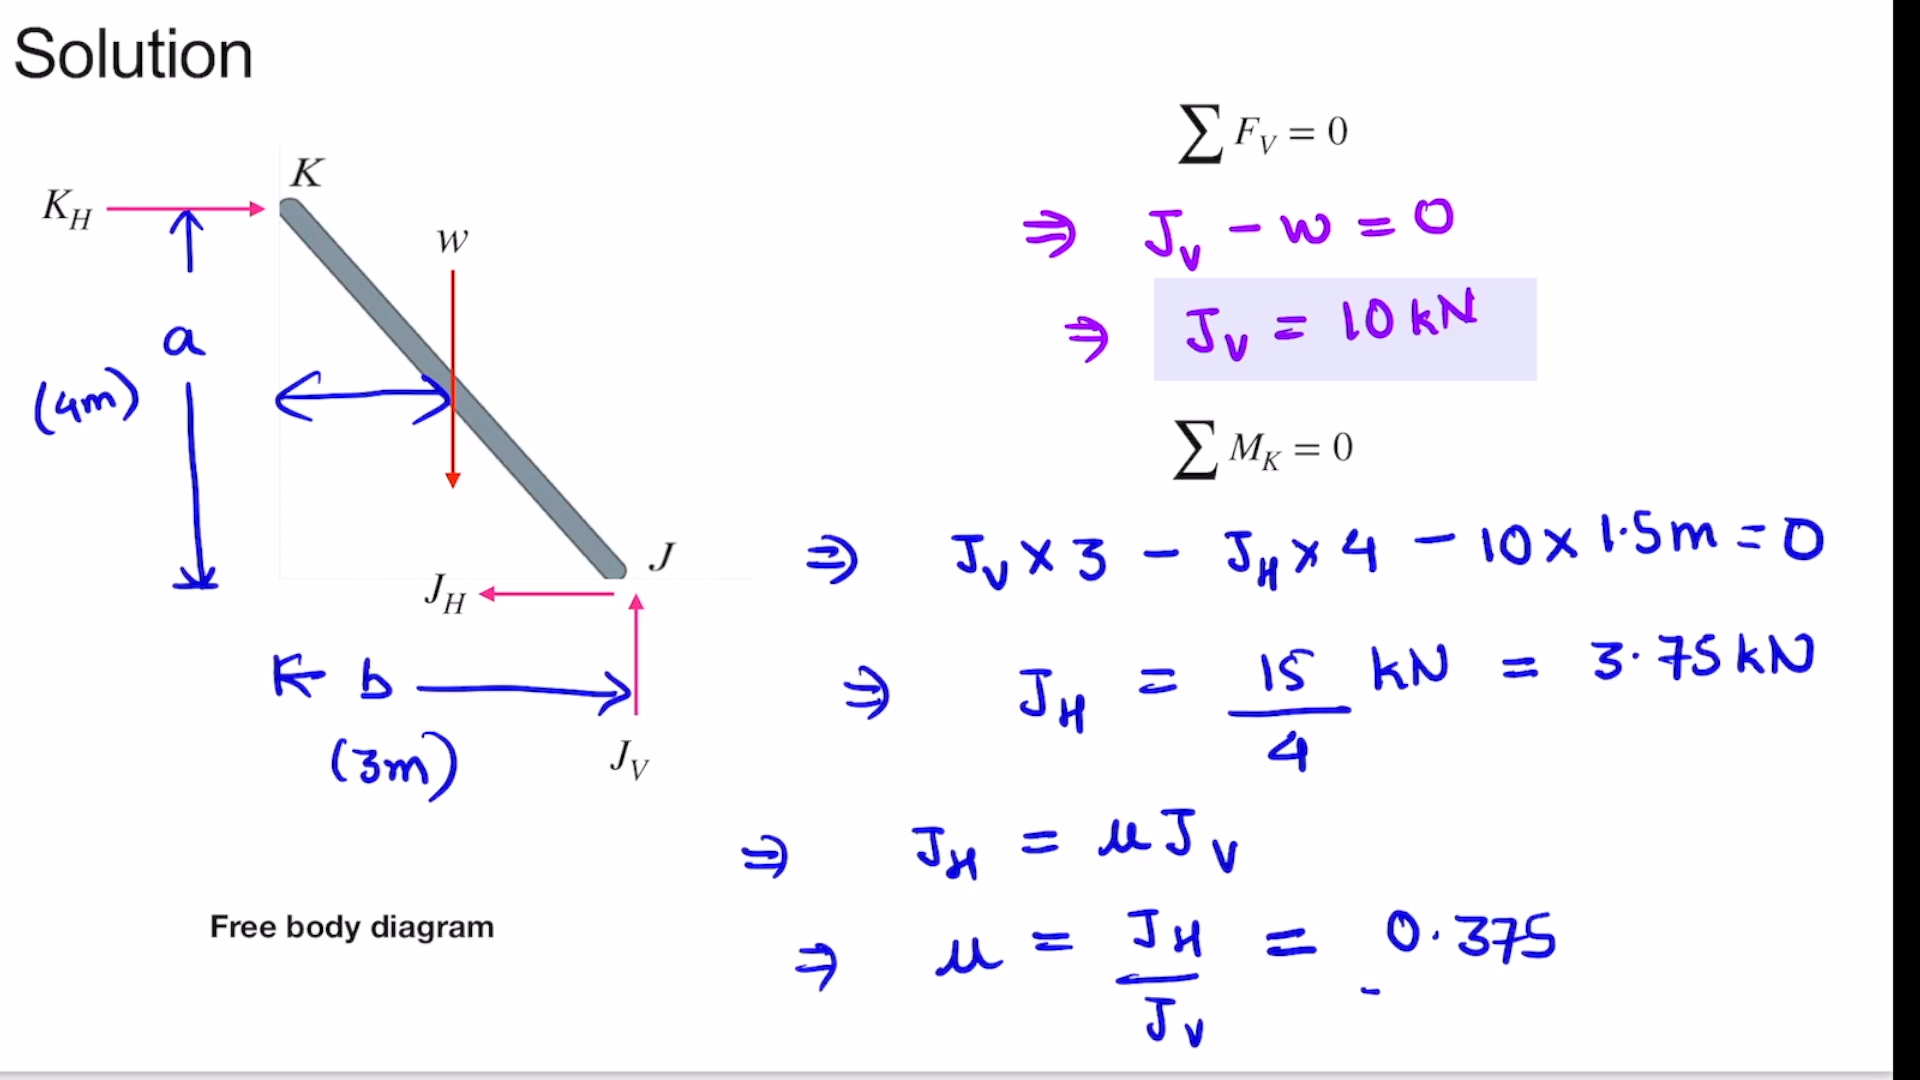 Solution
K
K_H
w
a
(4m)
J
J_H
b
(3m)
J_V
Free body diagram
∑ F_V = 0
⇒ J_V - w = 0
⇒ J_V = 10 kN
∑ M_K = 0
⇒ J_V × 3 - J_H × 4 - 10 × 1.5m = 0
⇒ J_H = 15/4 kN = 3.75 kN
⇒ J_H = μ J_V
⇒ μ = J_H/J_V = 0.375